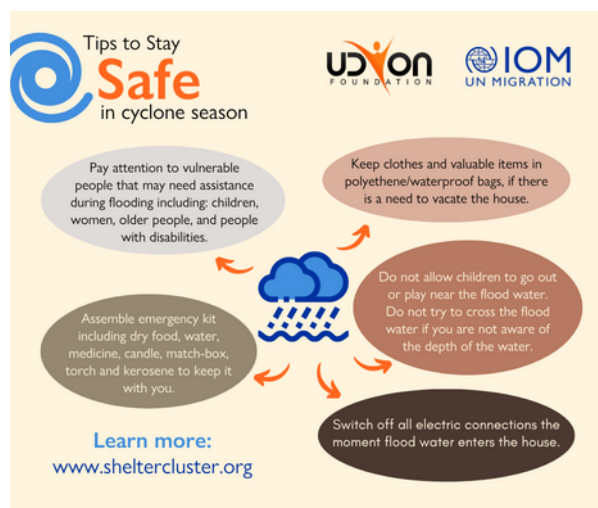 Tips to Stay
Safe
in cyclone season
UDYON
FOUNDATION
IOM
UN MIGRATION
Pay attention to vulnerable
people that may need assistance
during flooding including: children,
women, older people, and people
with disabilities.
Keep clothes and valuable items in
polyethene/waterproof bags, if there
is a need to vacate the house.
Do not allow children to go out
or play near the flood water.
Do not try to cross the flood
water if you are not aware of
the depth of the water.
Assemble emergency kit
including dry food, water,
medicine, candle, match-box,
torch and kerosene to keep it
with you.
Switch off all electric connections the
moment flood water enters the house.
Learn more:
www.sheltercluster.org